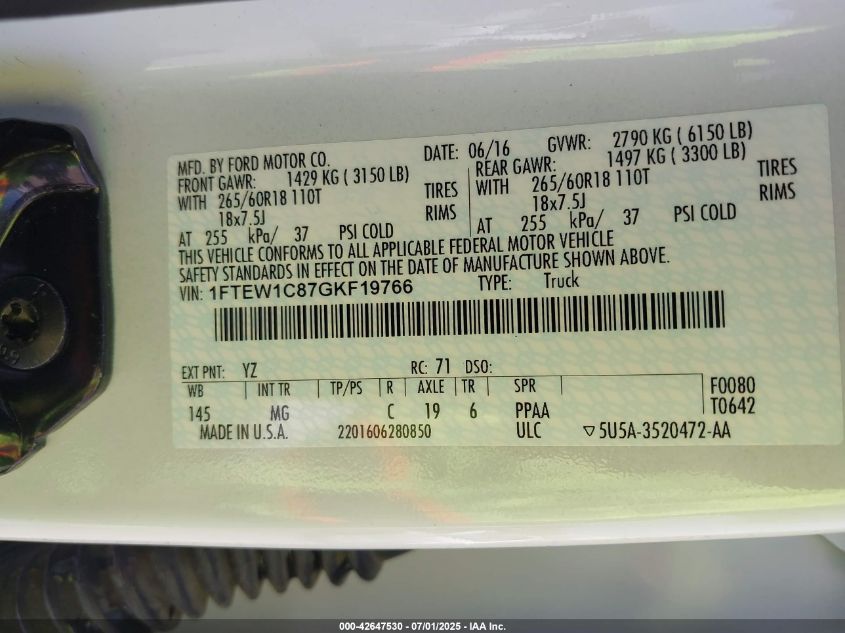 MFD. BY FORD MOTOR CO. DATE: 06/16 GVWR: 2790 KG ( 6150 LB)
FRONT GAWR: 1429 KG ( 3150 LB) REAR GAWR: 1497 KG ( 3300 LB)
WITH 265/60R18 110T TIRES WITH 265/60R18 110T TIRES
18x7.5J RIMS 18x7.5J RIMS
AT 255 kPa/ 37 PSI COLD AT 255 kPa/ 37 PSI COLD
THIS VEHICLE CONFORMS TO ALL APPLICABLE FEDERAL MOTOR VEHICLE
SAFETY STANDARDS IN EFFECT ON THE DATE OF MANUFACTURE SHOWN ABOVE.
VIN: 1FTEW1C87GKF19766 TYPE: Truck
EXT PNT: YZ RC: 71 DSO:
WB INT TR TP/PS R AXLE TR SPR F0080
145 MG C 19 6 PPAA T0642
MADE IN U.S.A. 2201606280850 ULC ▽5U5A-3520472-AA
000-42647530 - 07/01/2025 - IAA Inc.